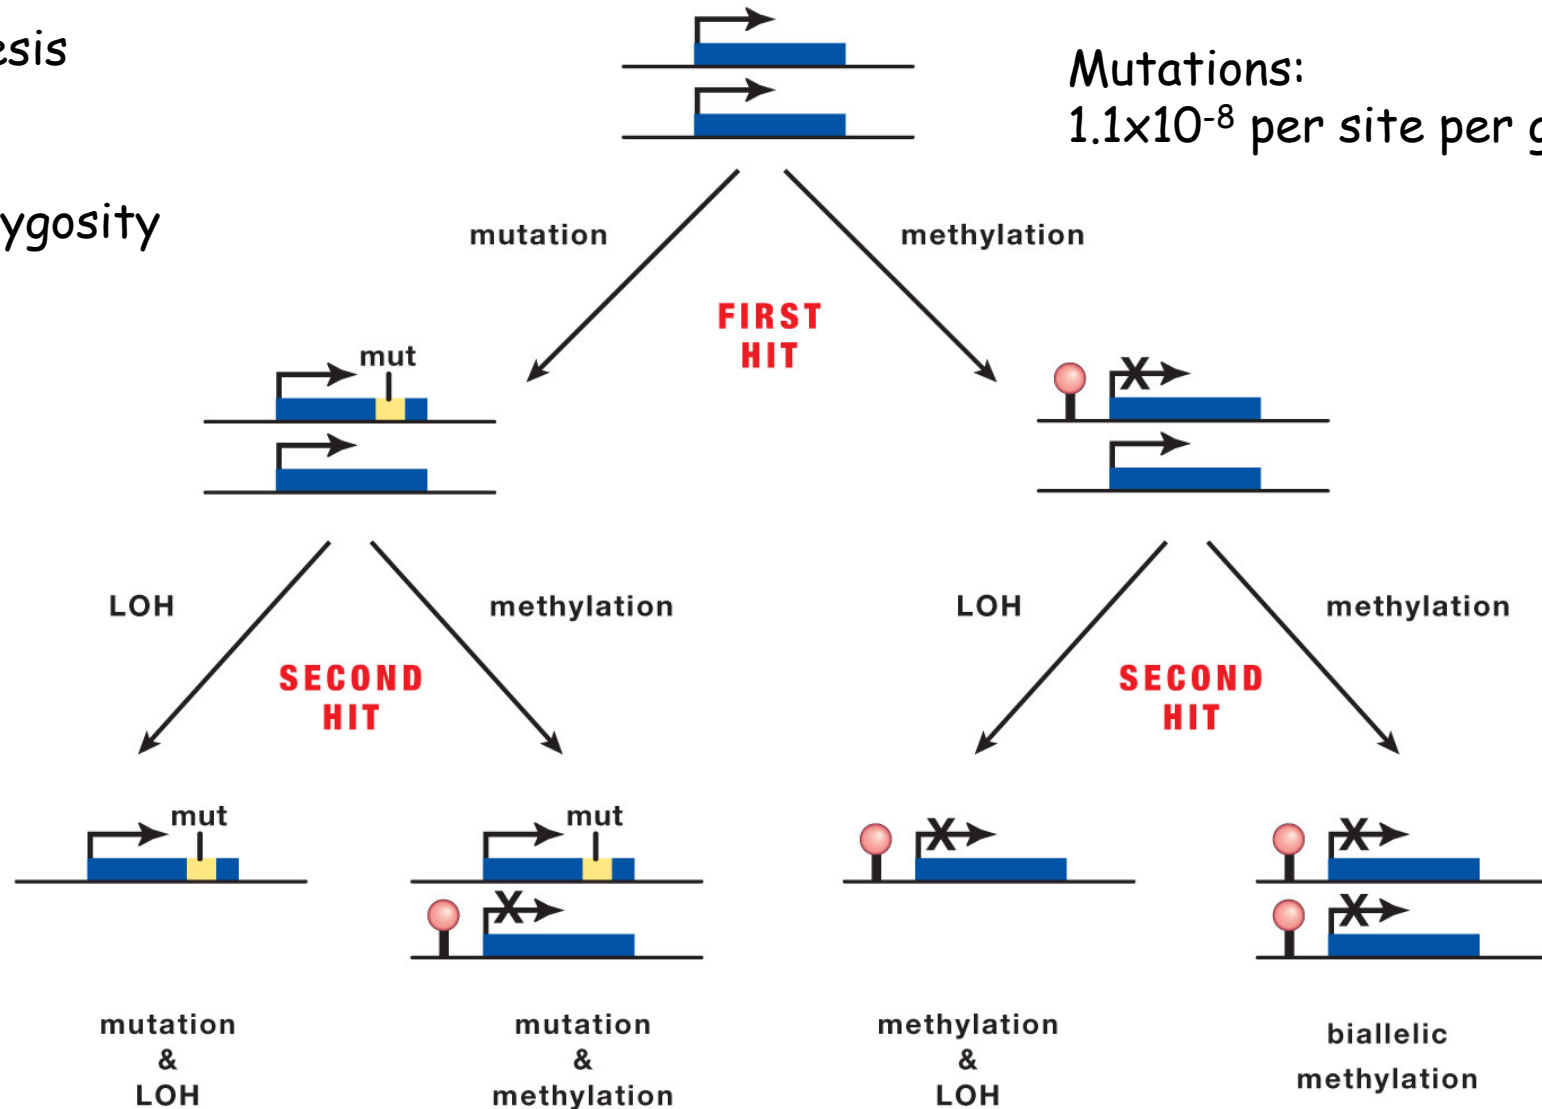 esis
Mutations:
1.1x10⁻⁸ per site per g
ygosity
mutation
methylation
FIRST
HIT
mut
LOH
methylation
LOH
methylation
SECOND
HIT
SECOND
HIT
mut
mut
X
X
X
X
X
mutation
&
LOH
mutation
&
methylation
methylation
&
LOH
biallelic
methylation